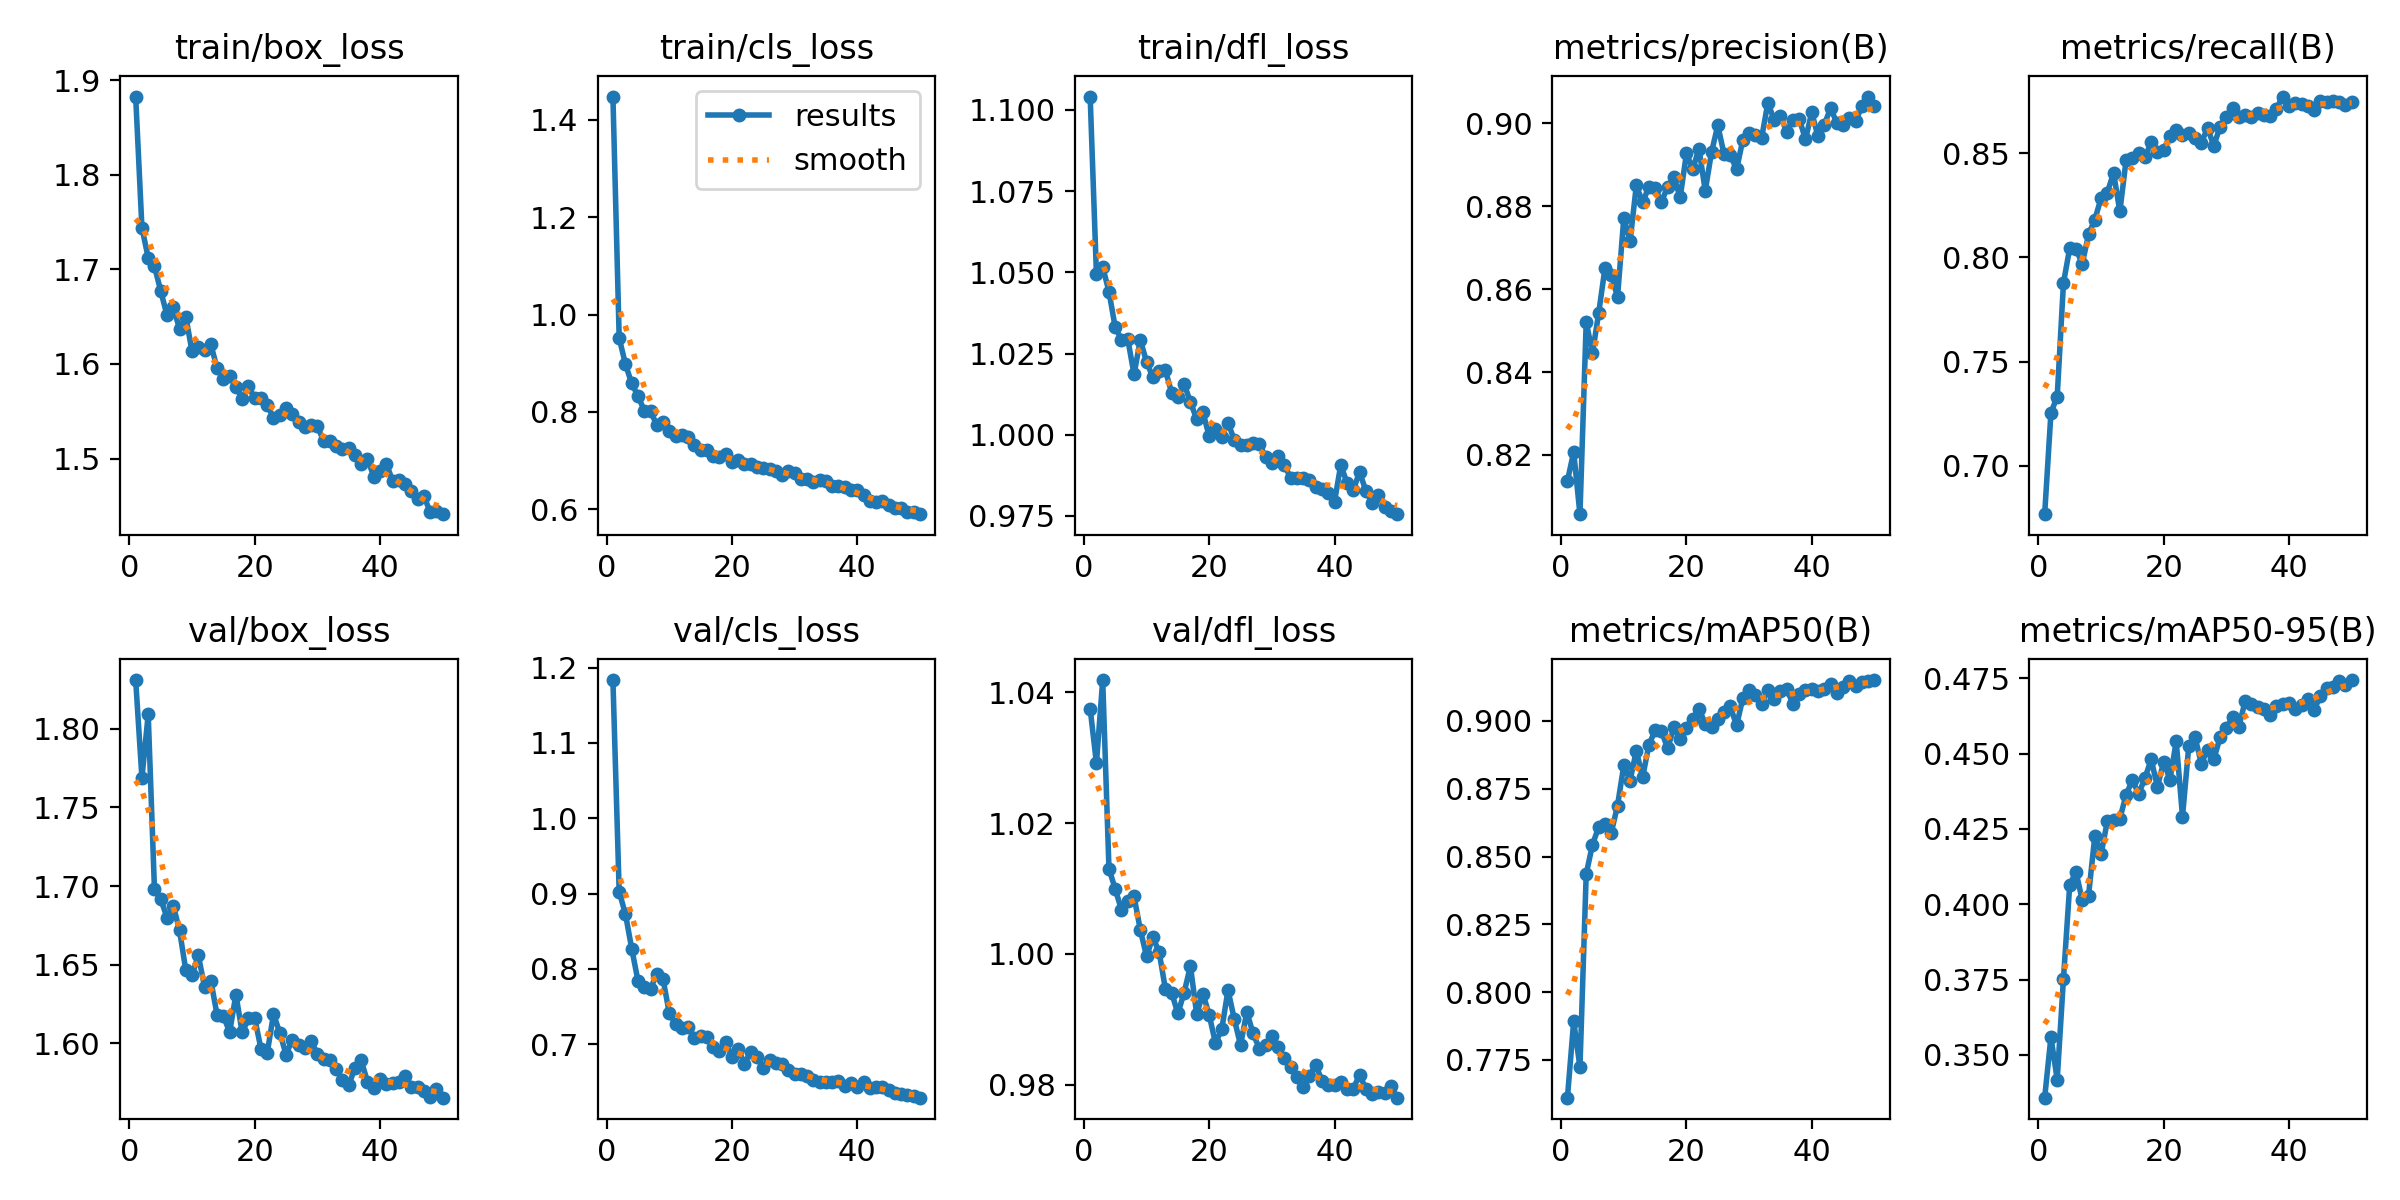 train/box_loss
1.9
1.8
1.7
1.6
1.5
0 20 40
train/cls_loss
results
smooth
1.4
1.2
1.0
0.8
0.6
0 20 40
train/dfl_loss
1.100
1.075
1.050
1.025
1.000
0.975
0 20 40
metrics/precision(B)
0.90
0.88
0.86
0.84
0.82
0 20 40
metrics/recall(B)
0.85
0.80
0.75
0.70
0 20 40
val/box_loss
1.80
1.75
1.70
1.65
1.60
0 20 40
val/cls_loss
1.2
1.1
1.0
0.9
0.8
0.7
0 20 40
val/dfl_loss
1.04
1.02
1.00
0.98
0 20 40
metrics/mAP50(B)
0.900
0.875
0.850
0.825
0.800
0.775
0 20 40
metrics/mAP50-95(B)
0.475
0.450
0.425
0.400
0.375
0.350
0 20 40